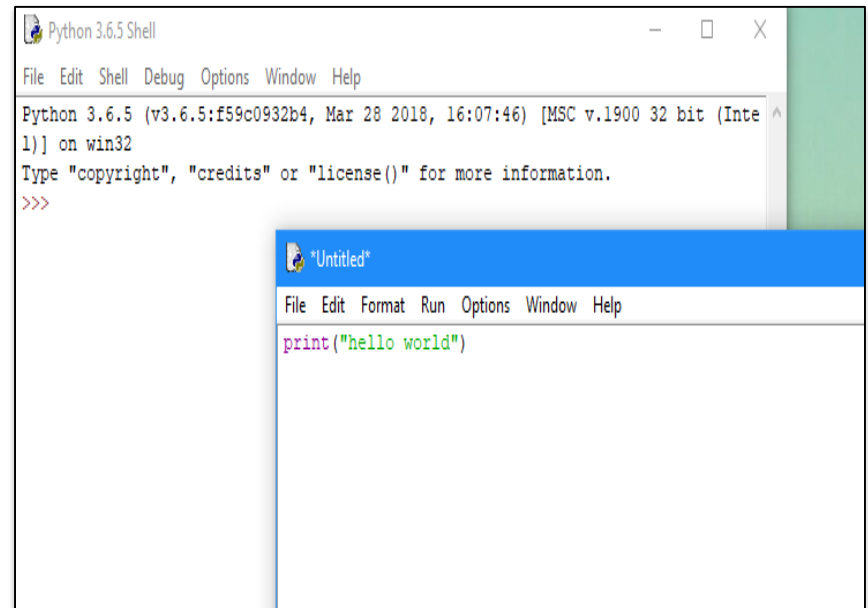 Python 3.6.5 Shell
File Edit Shell Debug Options Window Help
Python 3.6.5 (v3.6.5:f59c0932b4, Mar 28 2018, 16:07:46) [MSC v.1900 32 bit (Inte
l)] on win32
Type "copyright", "credits" or "license()" for more information.
>>>
*Untitled*
File Edit Format Run Options Window Help
print("hello world")